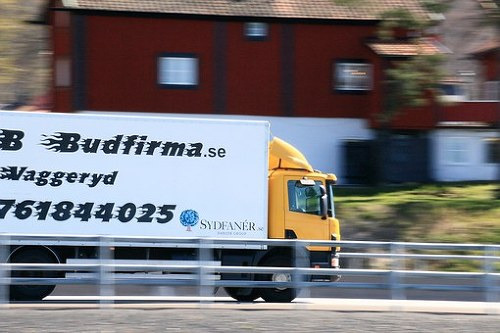 B Budfirma.se
Vaggeryd
761844025
SYDFANÉR